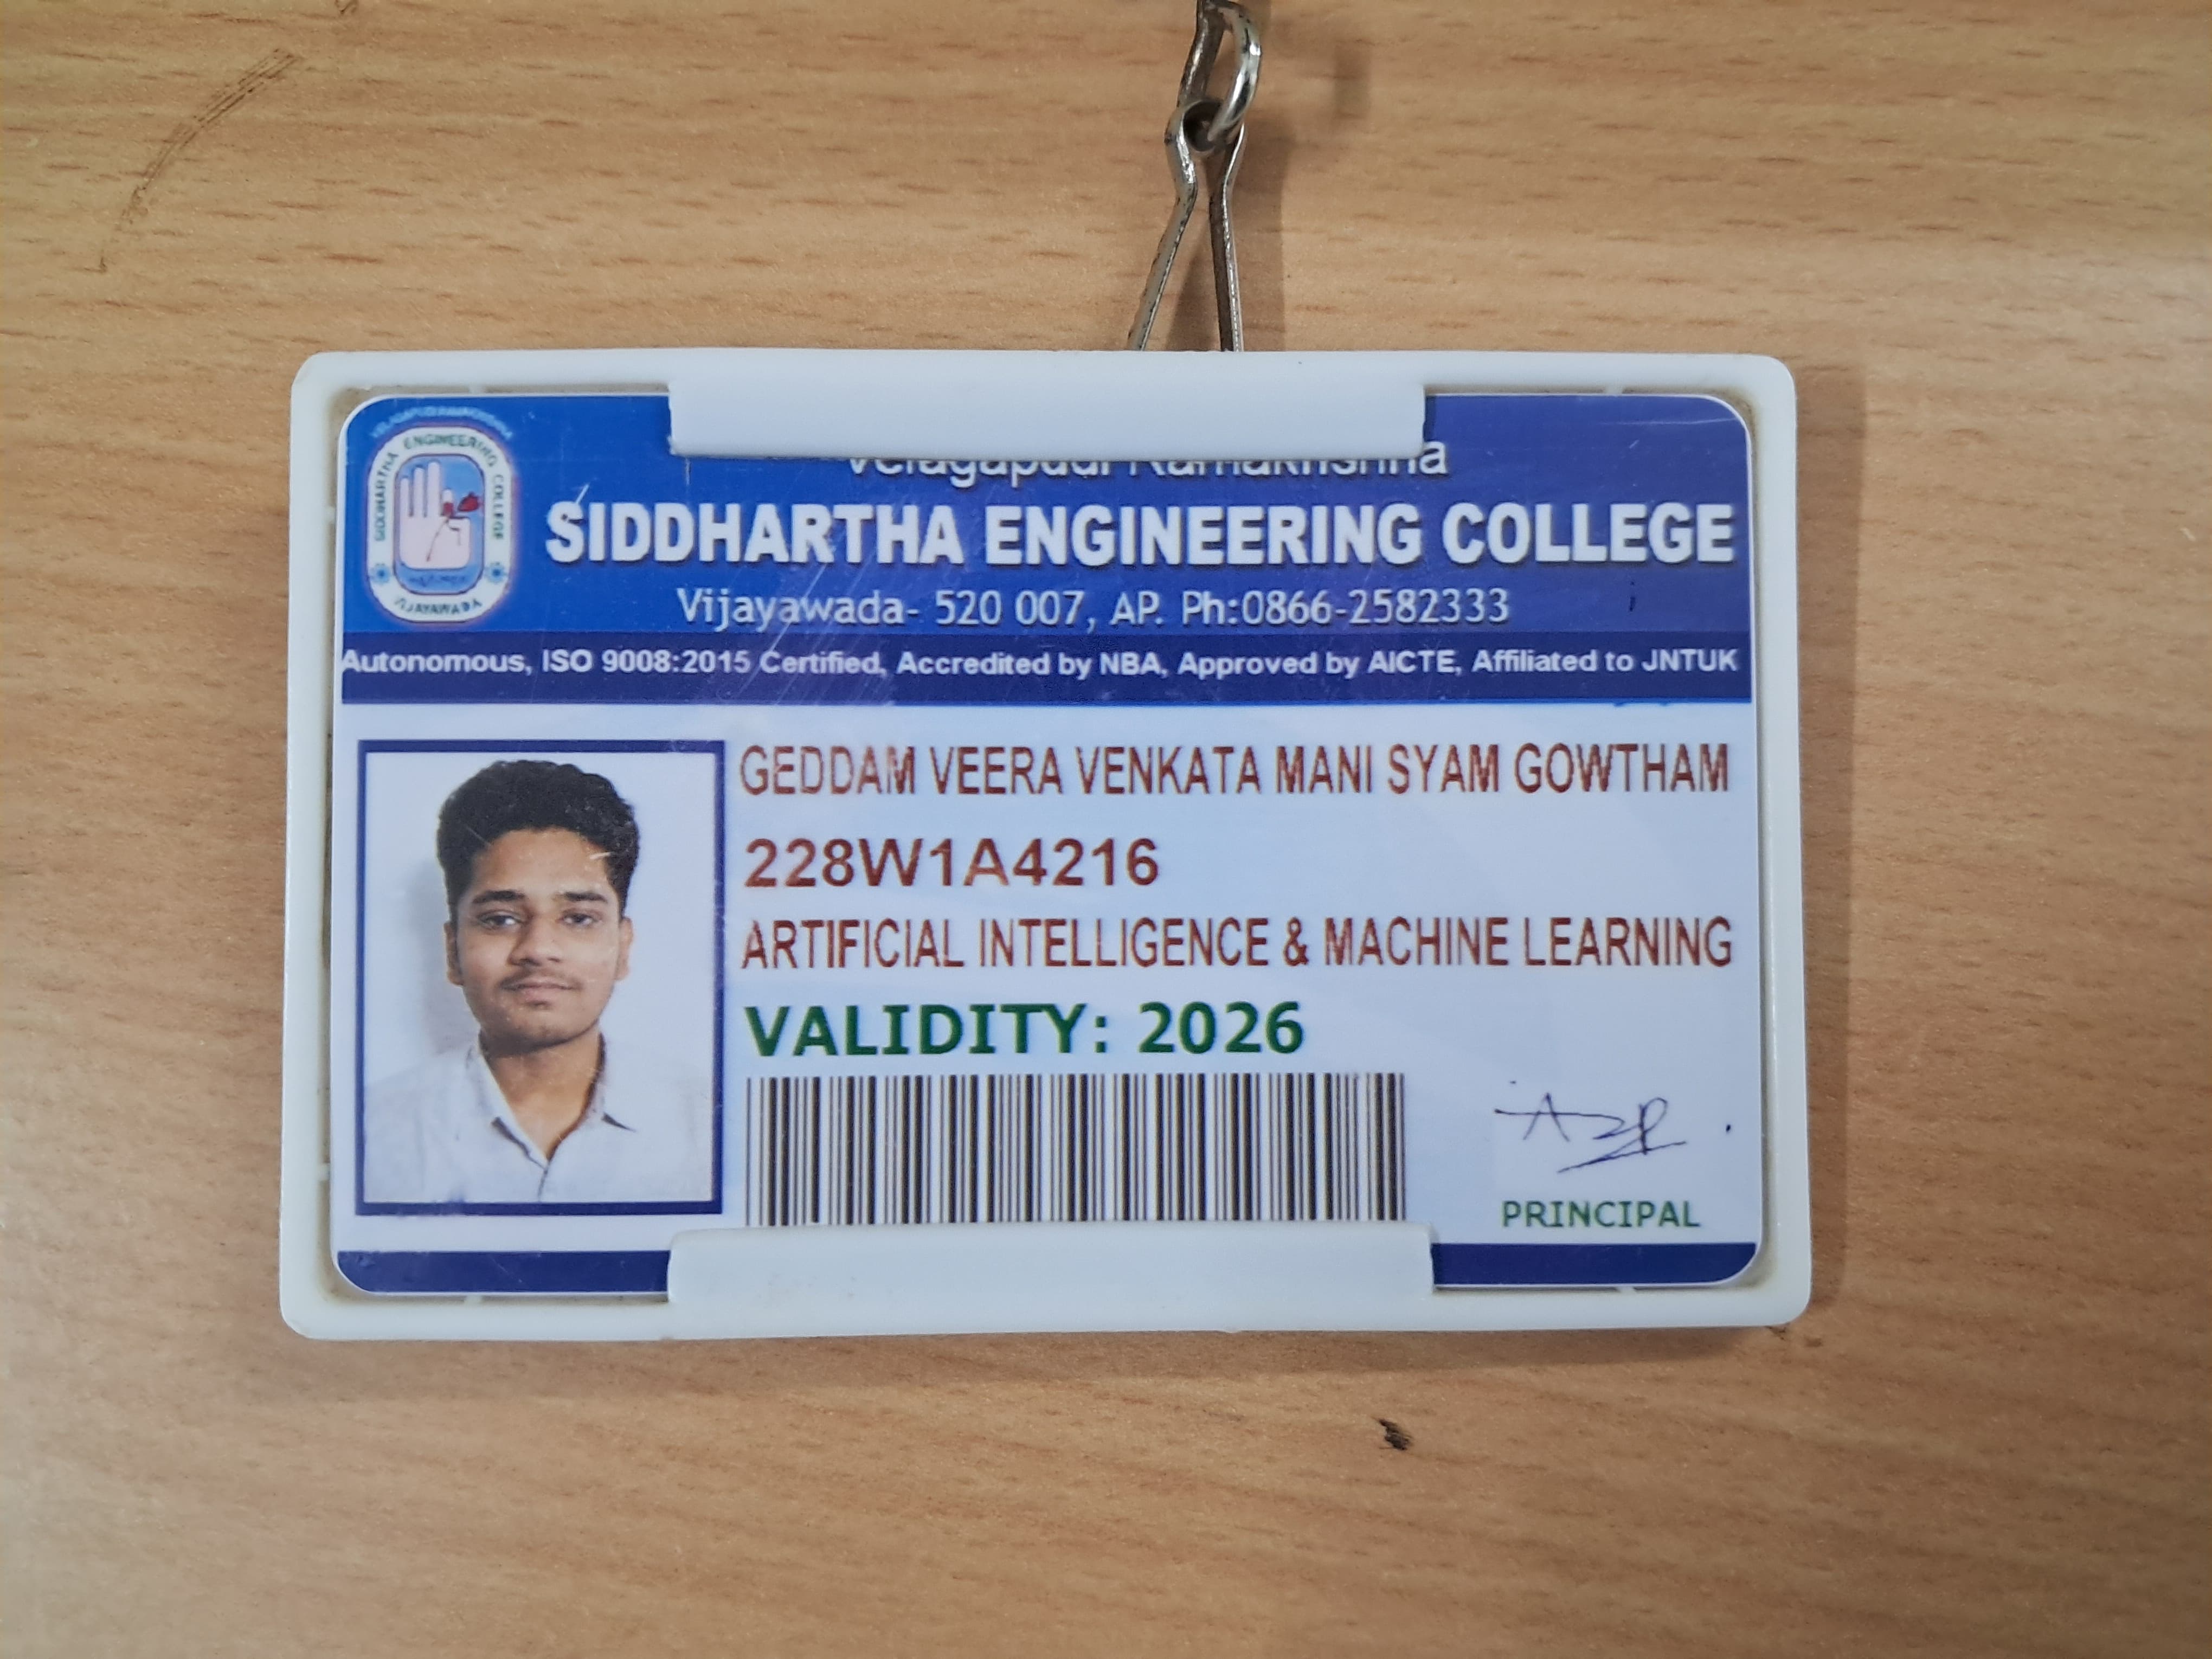 Velagapudi Ramakrishna
SIDDHARTHA ENGINEERING COLLEGE
Vijayawada- 520 007, AP. Ph:0866-2582333
Autonomous, ISO 9008:2015 Certified, Accredited by NBA, Approved by AICTE, Affiliated to JNTUK
SIDDHARTHA ENGINEERING COLLEGE
VIJAYAWADA
GEDDAM VEERA VENKATA MANI SYAM GOWTHAM
228W1A4216
ARTIFICIAL INTELLIGENCE & MACHINE LEARNING
VALIDITY: 2026
PRINCIPAL